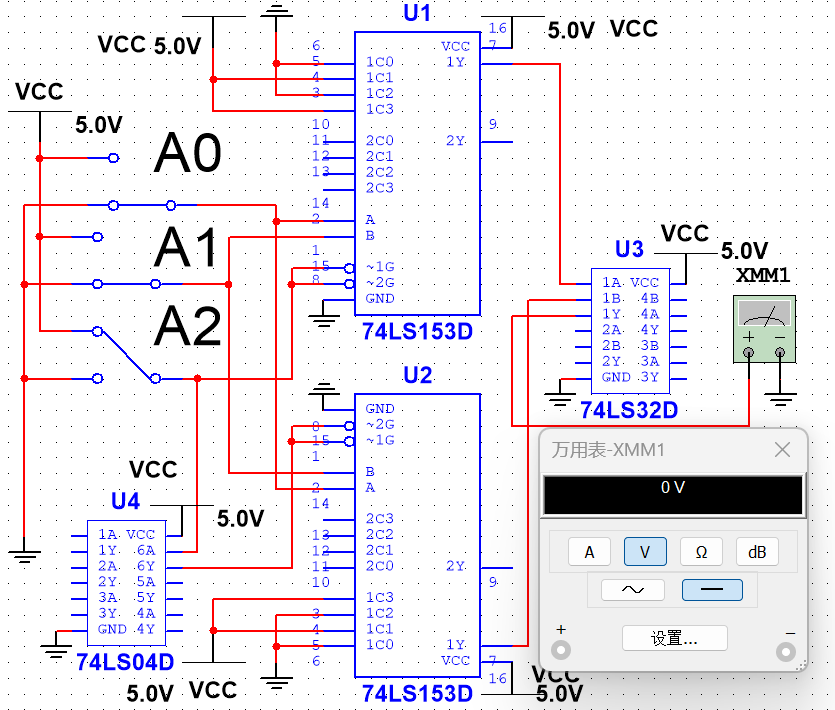 U1
VCC 5.0V
5.0V VCC
16
VCC
7
6
5
4
3
1C0
1C1
1C2
1C3
1Y
VCC
5.0V
A0
10
11
12
13
2C0
2C1
2C2
2C3
9
2Y
14
2
A
B
A1
1
15
8
~1G
~2G
GND
74LS153D
A2
U3
VCC
5.0V
XMM1
1A VCC
1B 4B
1Y 4A
2A 4Y
2B 3B
2Y 3A
GND 3Y
74LS32D
U2
GND
8
~2G
15
~1G
1
B
2
A
14
2C3
13
2C2
12
2C1
11
2C0
10
2Y
9
1C3
3
1C2
4
1C1
5
1C0
6
1Y
VCC
7
16
74LS153D
VCC
5.0V
VCC
U4
5.0V
1A VCC
1Y 6A
2A 6Y
2Y 5A
3A 5Y
3Y 4A
GND 4Y
74LS04D
5.0V VCC
万用表-XMM1
0 V
A
V
Ω
dB
+
设置...
−